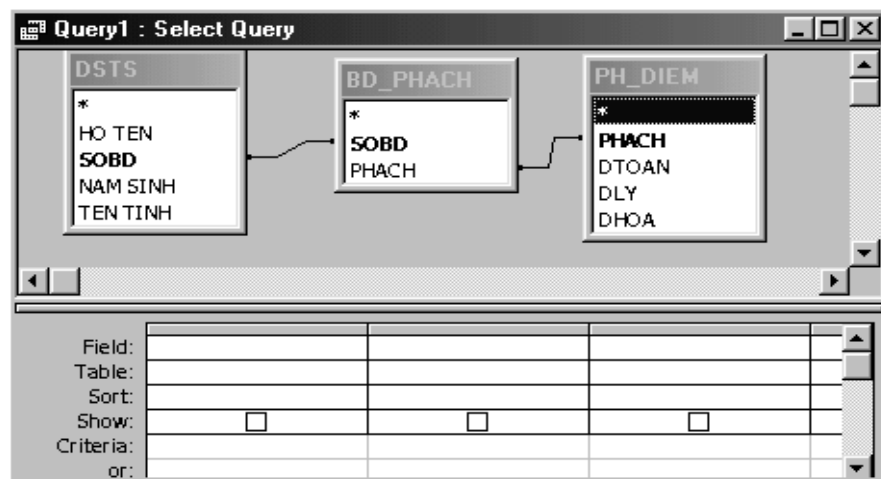 Query1 : Select Query
DSTS
*
HO TEN
SOBD
NAM SINH
TEN TINH
BD_PHACH
*
SOBD
PHACH
PH_DIEM
*
PHACH
DTOAN
DLY
DHOA
Field:
Table:
Sort:
Show:
Criteria:
or: